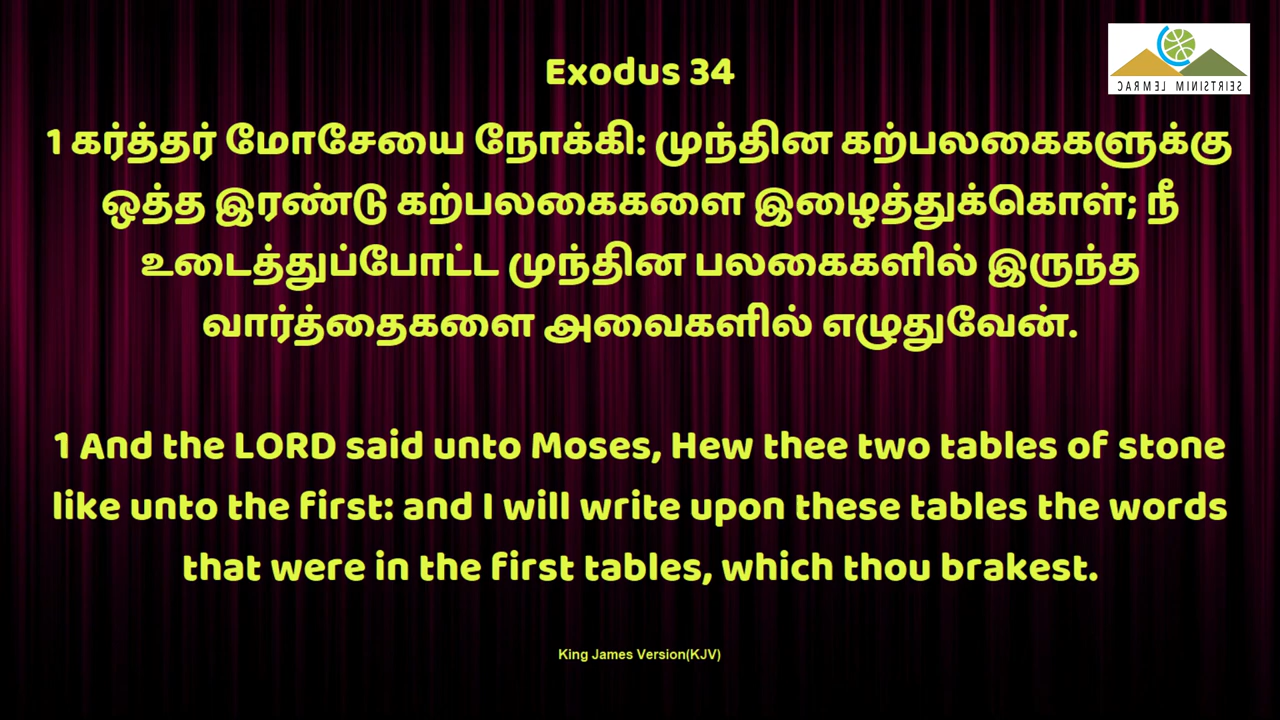 Exodus 34
CARMEL MINISTRIES
1 கர்த்தர் மோசேயை நோக்கி: முந்தின கற்பலகைகளுக்கு
ஒத்த இரண்டு கற்பலகைகளை இழைத்துக்கொள்; நீ
உடைத்துப்போட்ட முந்தின பலகைகளில் இருந்த
வார்த்தைகளை அவைகளில் எழுதுவேன்.
1 And the LORD said unto Moses, Hew thee two tables of stone
like unto the first: and I will write upon these tables the words
that were in the first tables, which thou brakest.
King James Version(KJV)